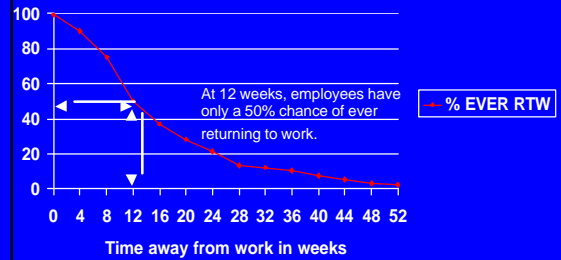 100
80
At 12 weeks, employees have
60
only a 50% chance of ever
% EVER RTW
40
returning to work.
20
0
0 4 8 12 16 20 24 28 32 36 40 44 48 52
Time away from work in weeks